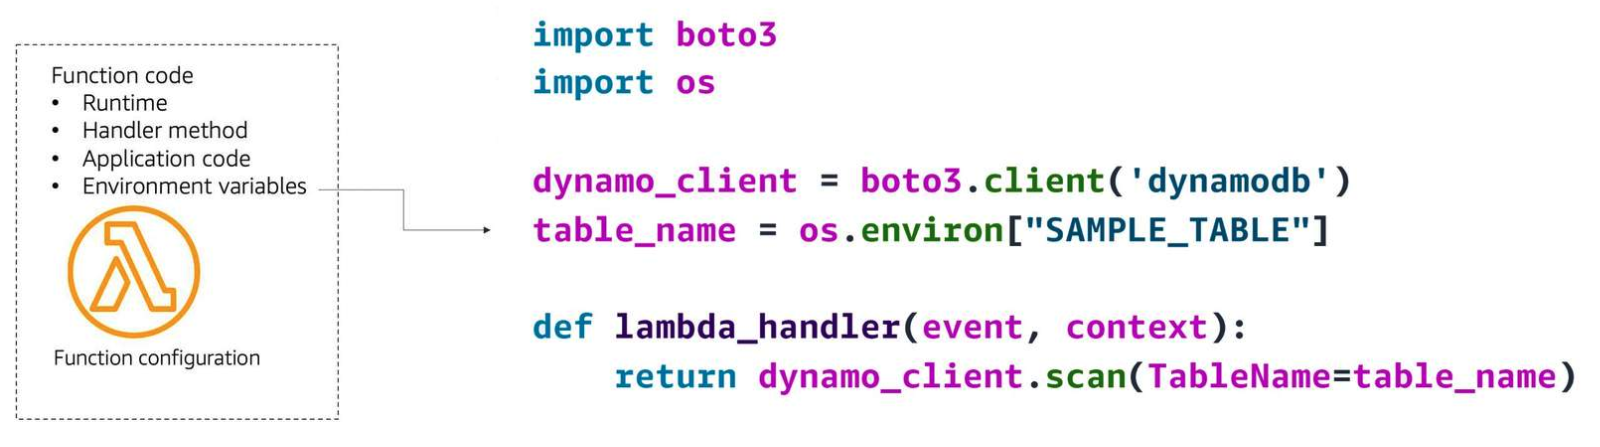 Function code
• Runtime
• Handler method
• Application code
• Environment variables
Function configuration
import boto3
import os
dynamo_client = boto3.client('dynamodb')
table_name = os.environ["SAMPLE_TABLE"]
def lambda_handler(event, context):
    return dynamo_client.scan(TableName=table_name)